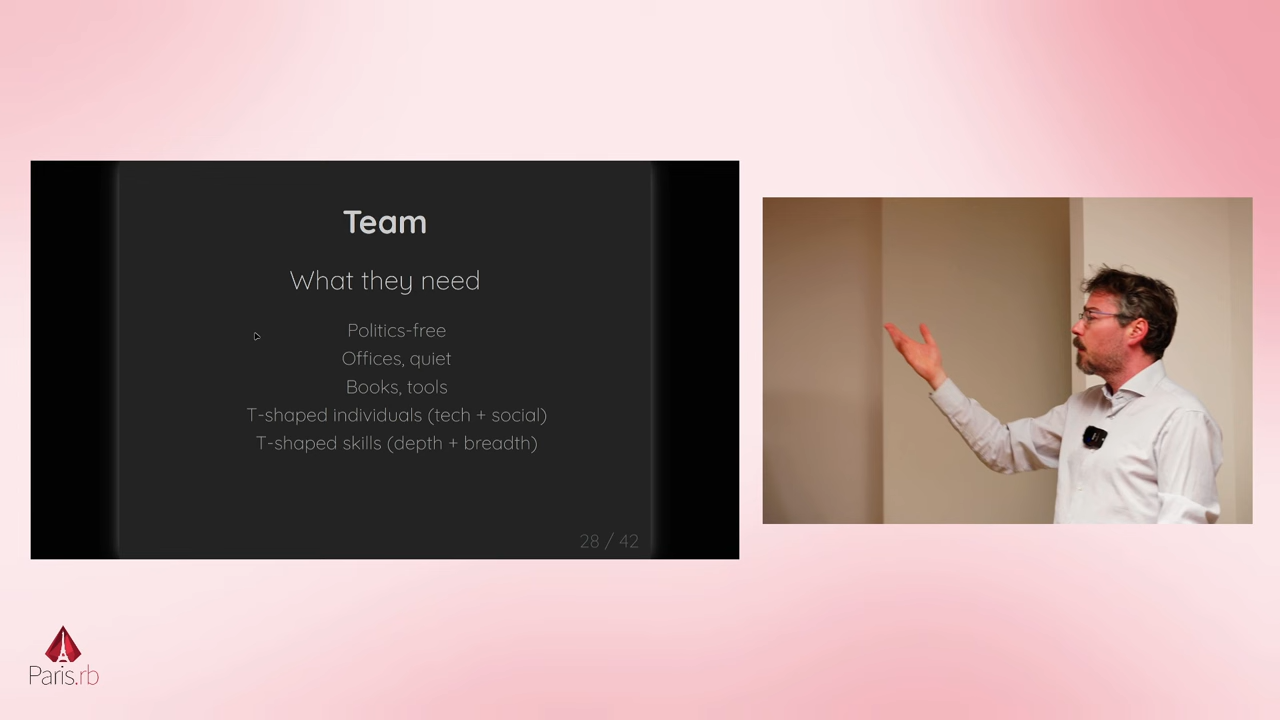 Team
What they need
Politics-free
Offices, quiet
Books, tools
T-shaped individuals (tech + social)
T-shaped skills (depth + breadth)
28 / 42
Paris.rb